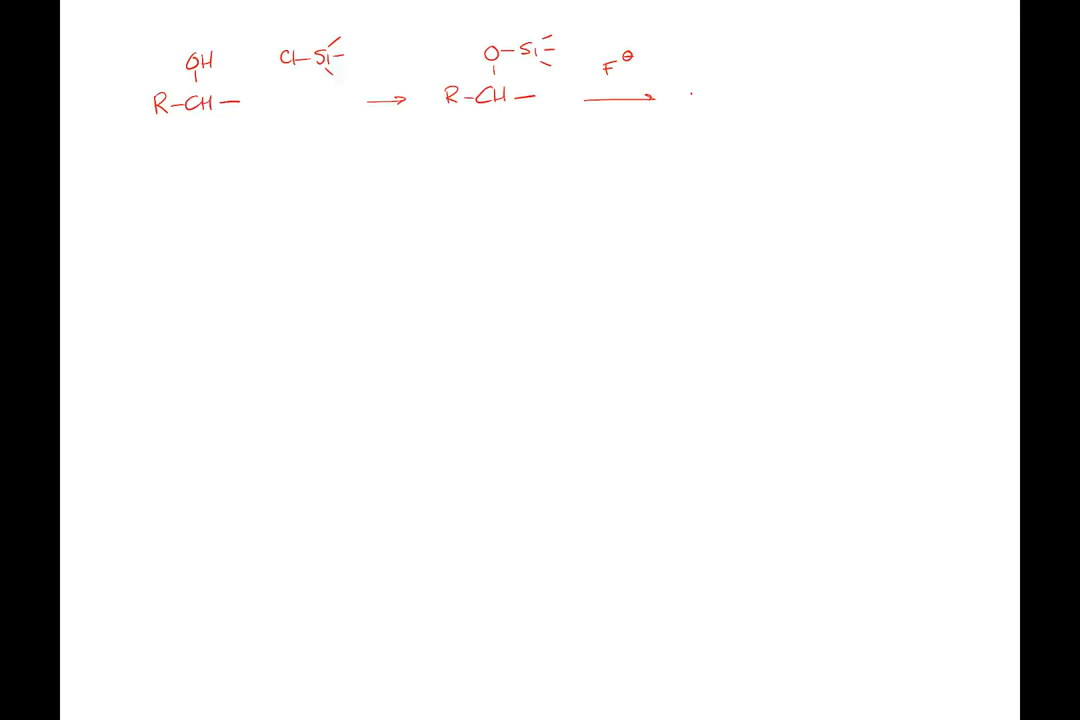 OH Cl-Si O-Si F⊖
R-CH- → R-CH- →